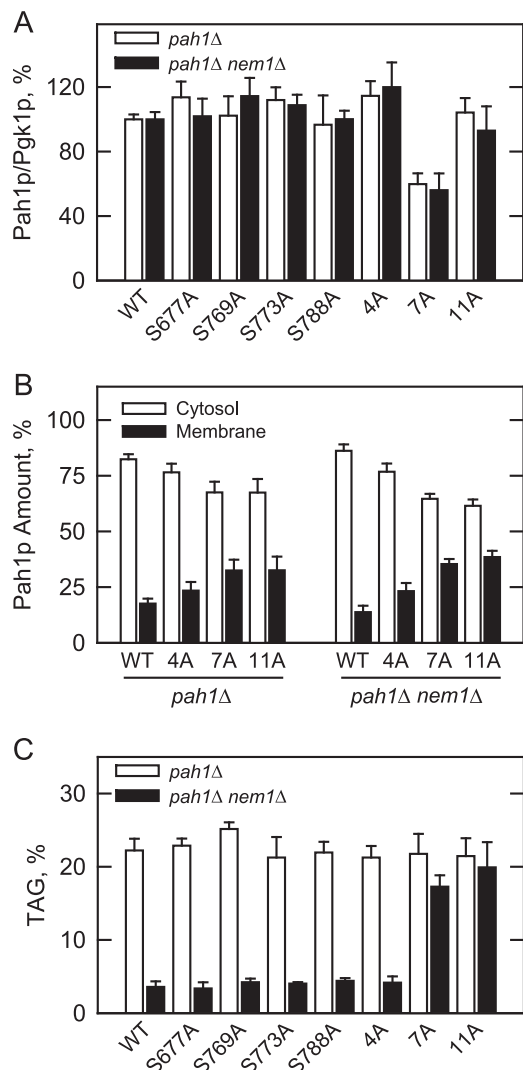 A
pah1Δ
pah1Δ nem1Δ
Pah1p/Pgk1p, %
120
80
40
0
WT
S677A
S769A
S773A
S788A
4A
7A
11A
B
Cytosol
Membrane
Pah1p Amount, %
100
75
25
0
WT 4A 7A 11A WT 4A 7A 11A
pah1Δ pah1Δ nem1Δ
C
pah1Δ
pah1Δ nem1Δ
TAG, %
30
20
10
0
WT
S677A
S769A
S773A
S788A
4A
7A
11A